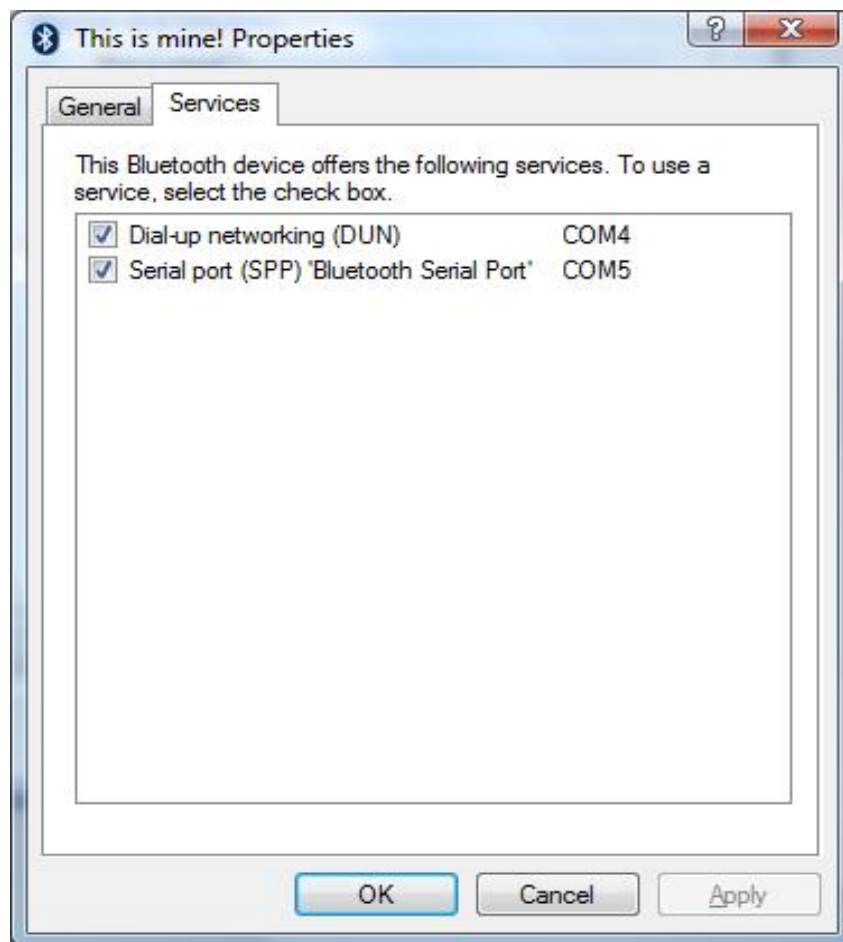 This is mine! Properties
General Services
This Bluetooth device offers the following services. To use a
service, select the check box.
Dial-up networking (DUN) COM4
Serial port (SPP) 'Bluetooth Serial Port' COM5
OK Cancel Apply